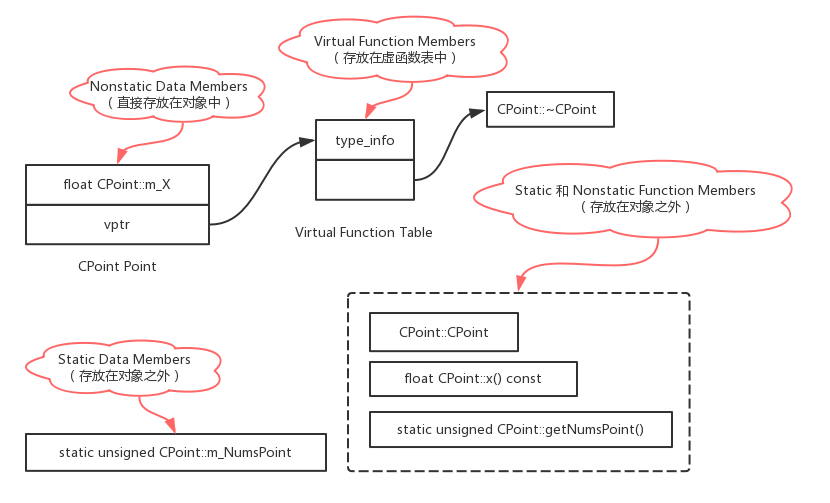 Virtual Function Members
（存放在虚函数表中）
Nonstatic Data Members
（直接存放在对象中）
CPoint::~CPoint
type_info
float CPoint::m_X
vptr
Static 和 Nonstatic Function Members
（存放在对象之外）
Virtual Function Table
CPoint Point
CPoint::CPoint
Static Data Members
（存放在对象之外）
float CPoint::x() const
static unsigned CPoint::getNumsPoint()
static unsigned CPoint::m_NumsPoint